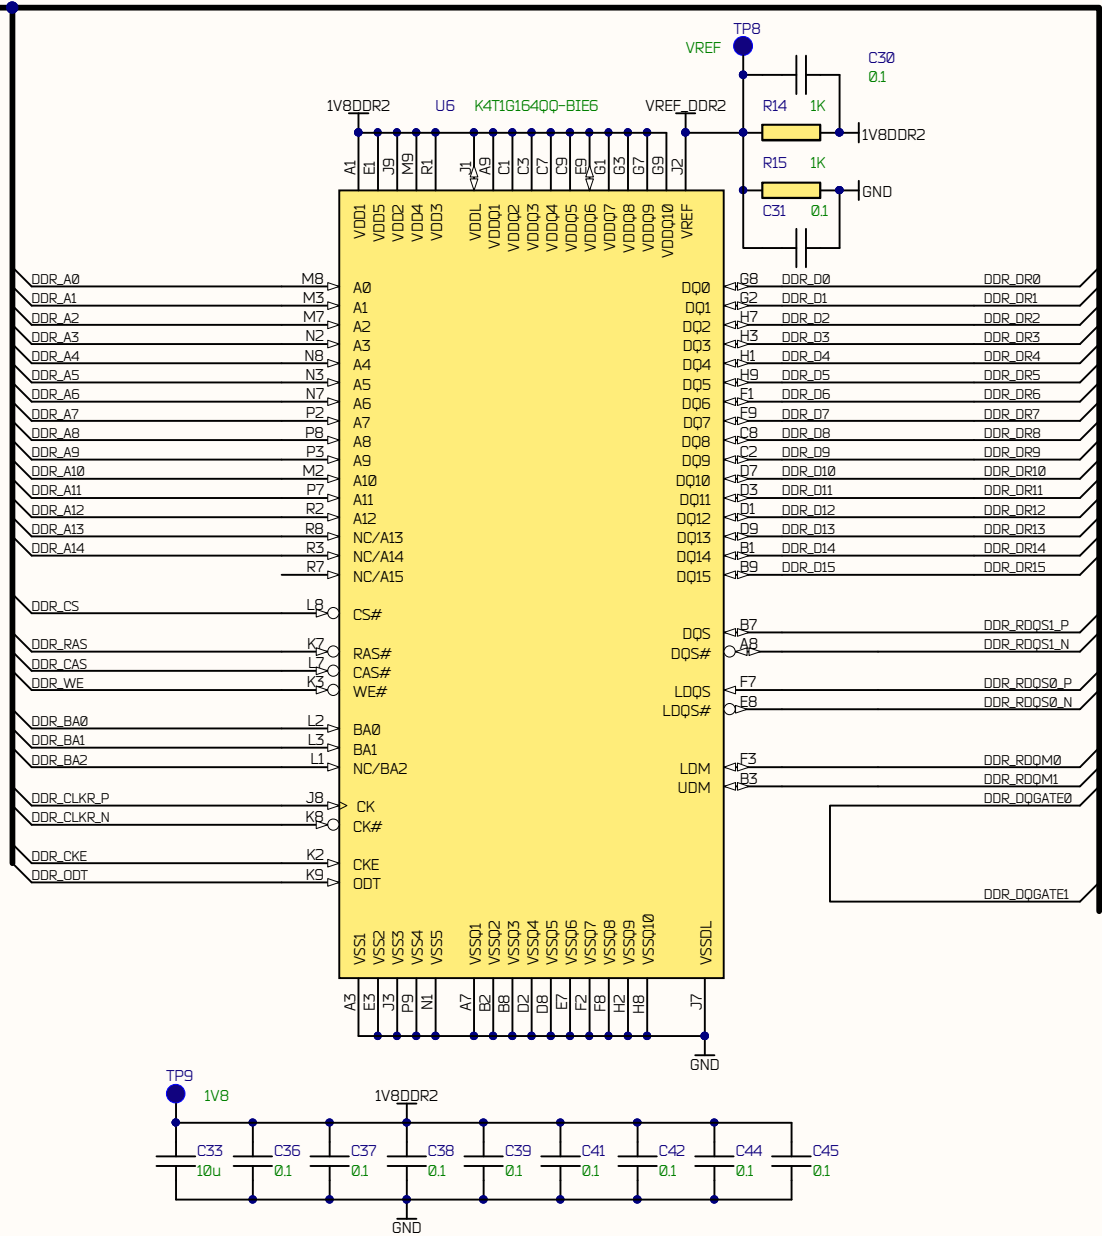 TP8
VREF
C30
0.1
1V8DDR2
U6 K4T1G164QQ-BIE6
VREF_DDR2
R14 1K
1V8DDR2
R15 1K
GND
C31 0.1
A1 E1 J9 M9 R1 J1 A9 C1 C3 C7 C9 E9 G1 G3 G7 G9 J2
VDD1 VDD5 VDD2 VDD4 VDD3 VDDL VDDQ1 VDDQ2 VDDQ3 VDDQ4 VDDQ5 VDDQ6 VDDQ7 VDDQ8 VDDQ9 VDDQ10 VREF
DDR_A0 M8 A0 DQ0 G8 DDR_D0 DDR_DR0
DDR_A1 M3 A1 DQ1 G2 DDR_D1 DDR_DR1
DDR_A2 M7 A2 DQ2 H7 DDR_D2 DDR_DR2
DDR_A3 N2 A3 DQ3 H3 DDR_D3 DDR_DR3
DDR_A4 N8 A4 DQ4 H1 DDR_D4 DDR_DR4
DDR_A5 N3 A5 DQ5 H9 DDR_D5 DDR_DR5
DDR_A6 N7 A6 DQ6 F1 DDR_D6 DDR_DR6
DDR_A7 P2 A7 DQ7 F9 DDR_D7 DDR_DR7
DDR_A8 P8 A8 DQ8 C8 DDR_D8 DDR_DR8
DDR_A9 P3 A9 DQ9 C2 DDR_D9 DDR_DR9
DDR_A10 M2 A10 DQ10 D7 DDR_D10 DDR_DR10
DDR_A11 P7 A11 DQ11 D3 DDR_D11 DDR_DR11
DDR_A12 R2 A12 DQ12 D1 DDR_D12 DDR_DR12
DDR_A13 R8 NC/A13 DQ13 D9 DDR_D13 DDR_DR13
DDR_A14 R3 NC/A14 DQ14 B1 DDR_D14 DDR_DR14
R7 NC/A15 DQ15 B9 DDR_D15 DDR_DR15
DDR_CS L8 CS#
DQS B7 DDR_RDQS1_P
DDR_RAS K7 RAS# DQS# A8 DDR_RDQS1_N
DDR_CAS L7 CAS#
DDR_WE K3 WE# LDQS F7 DDR_RDQS0_P
LDQS# E8 DDR_RDQS0_N
DDR_BA0 L2 BA0
DDR_BA1 L3 BA1
DDR_BA2 L1 NC/BA2 LDM F3 DDR_RDQM0
UDM B3 DDR_RDQM1
DDR_CLKR_P J8 CK DDR_DQGATE0
DDR_CLKR_N K8 CK#
DDR_CKE K2 CKE
DDR_ODT K9 ODT
DDR_DQGATE1
VSS1 VSS2 VSS3 VSS4 VSS5 VSSQ1 VSSQ2 VSSQ3 VSSQ4 VSSQ5 VSSQ6 VSSQ7 VSSQ8 VSSQ9 VSSQ10 VSSDL
A3 E3 J3 P9 N1 A7 B2 B8 D2 D8 E7 F2 F8 H2 H8 J7
GND
TP9
1V8
1V8DDR2
C33 C36 C37 C38 C39 C41 C42 C44 C45
10u 0.1 0.1 0.1 0.1 0.1 0.1 0.1 0.1
GND